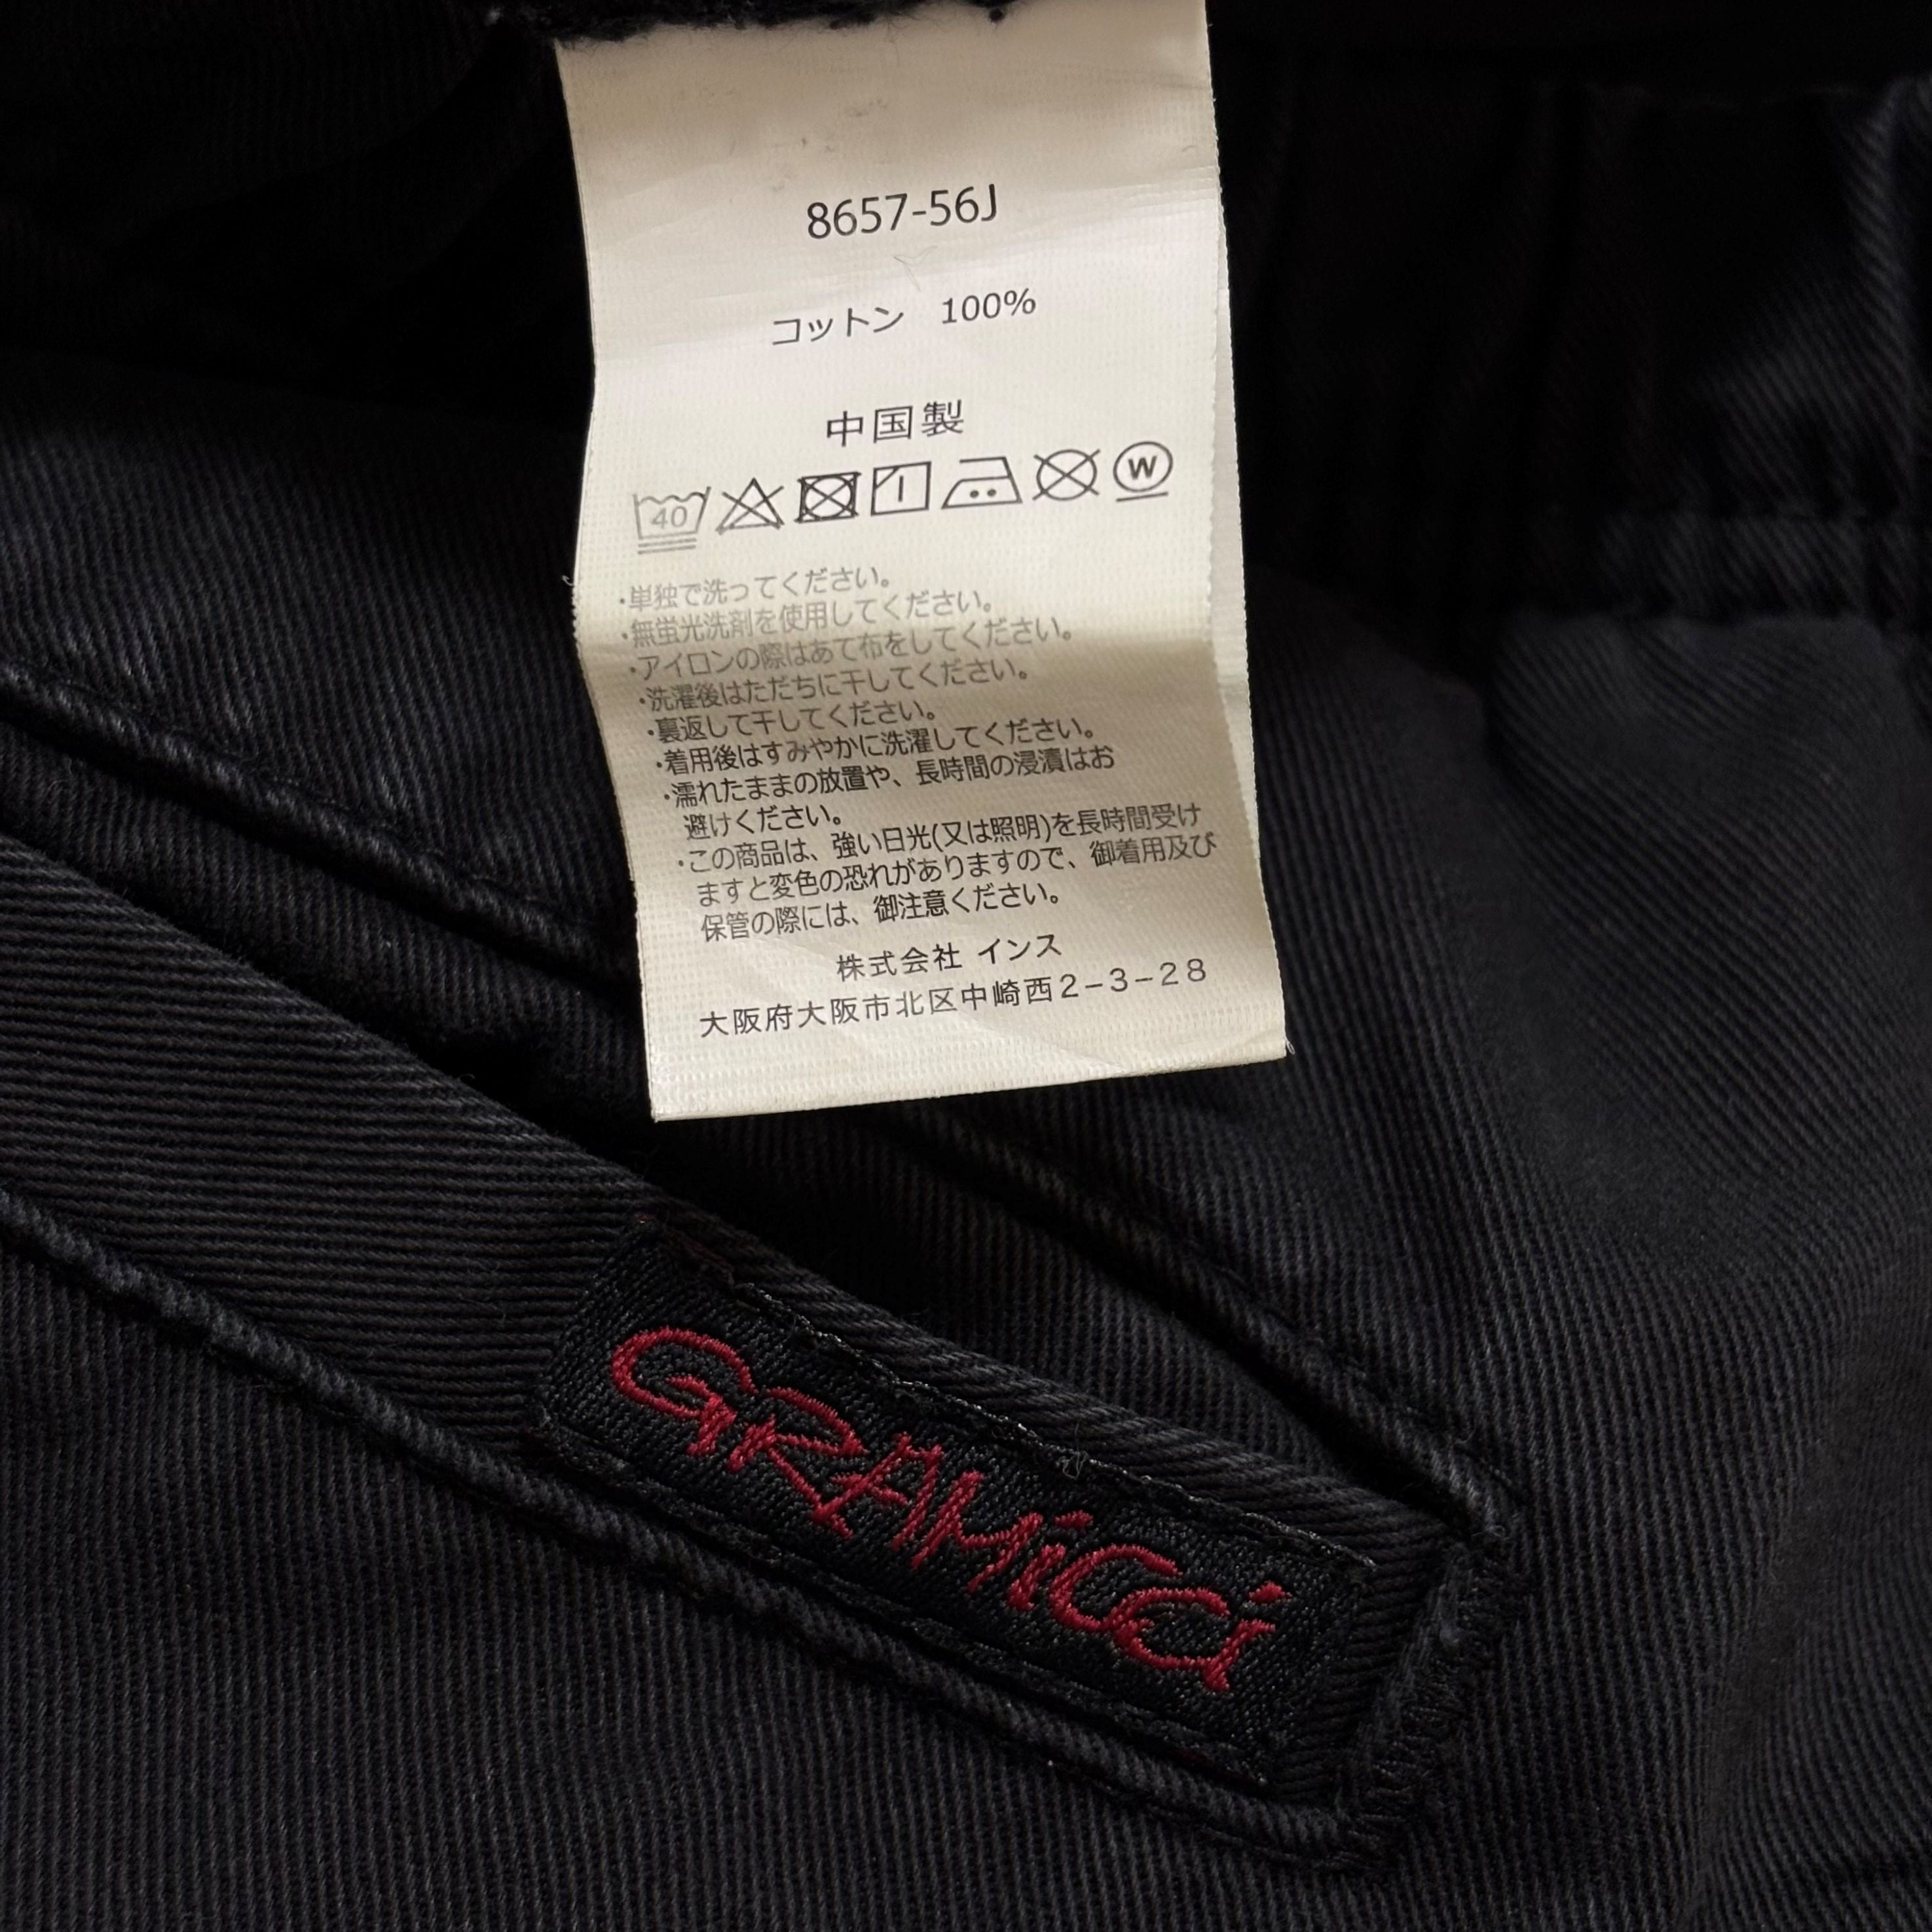 8657-56J
コットン 100%
中国製
40 W
・単独で洗ってください。
・無蛍光洗剤を使用してください。
・アイロンの際はあて布をしてください。
・洗濯後はただちに干してください。
・裏返して干してください。
・着用後はすみやかに洗濯してください。
・濡れたままの放置や、長時間の浸漬はお
避けください。
・この商品は、強い日光(又は照明)を長時間受け
ますと変色の恐れがありますので、御着用及び
保管の際には、御注意ください。
株式会社 インス
大阪府大阪市北区中崎西2−3−28
GRAMiCCi